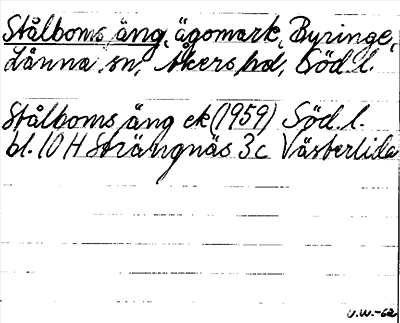 Stålboms äng, ägomark, Byringe,
Länna sn, Åkers hd, Söd. l.
Stålboms äng ek (1959) Söd. l.
bl. 10 H Strängnäs 3c Västerlida
U.W.-62